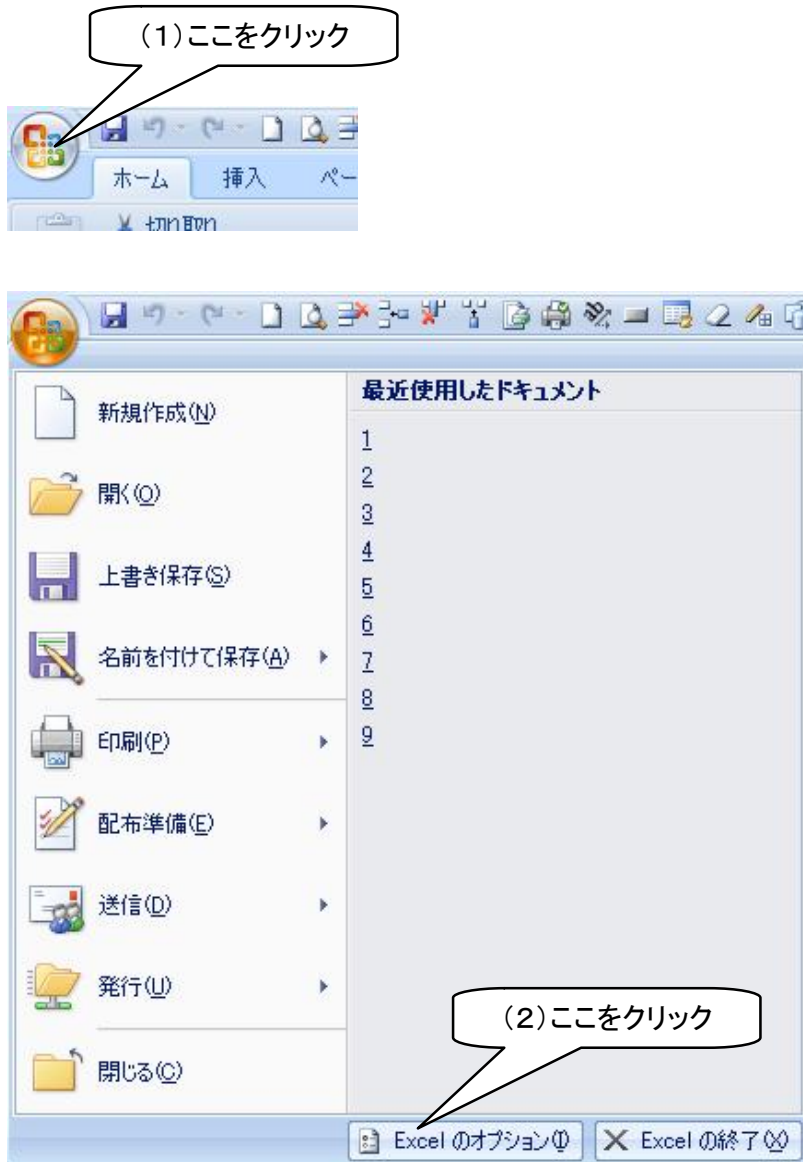 （１）ここをクリック
ホーム 挿入 ペー
切り取り
新規作成(N)
開く(O)
上書き保存(S)
名前を付けて保存(A)
印刷(P)
配布準備(E)
送信(D)
発行(U)
閉じる(C)
最近使用したドキュメント
1
2
3
4
5
6
7
8
9
（２）ここをクリック
Excel のオプション(I) Excel の終了(X)